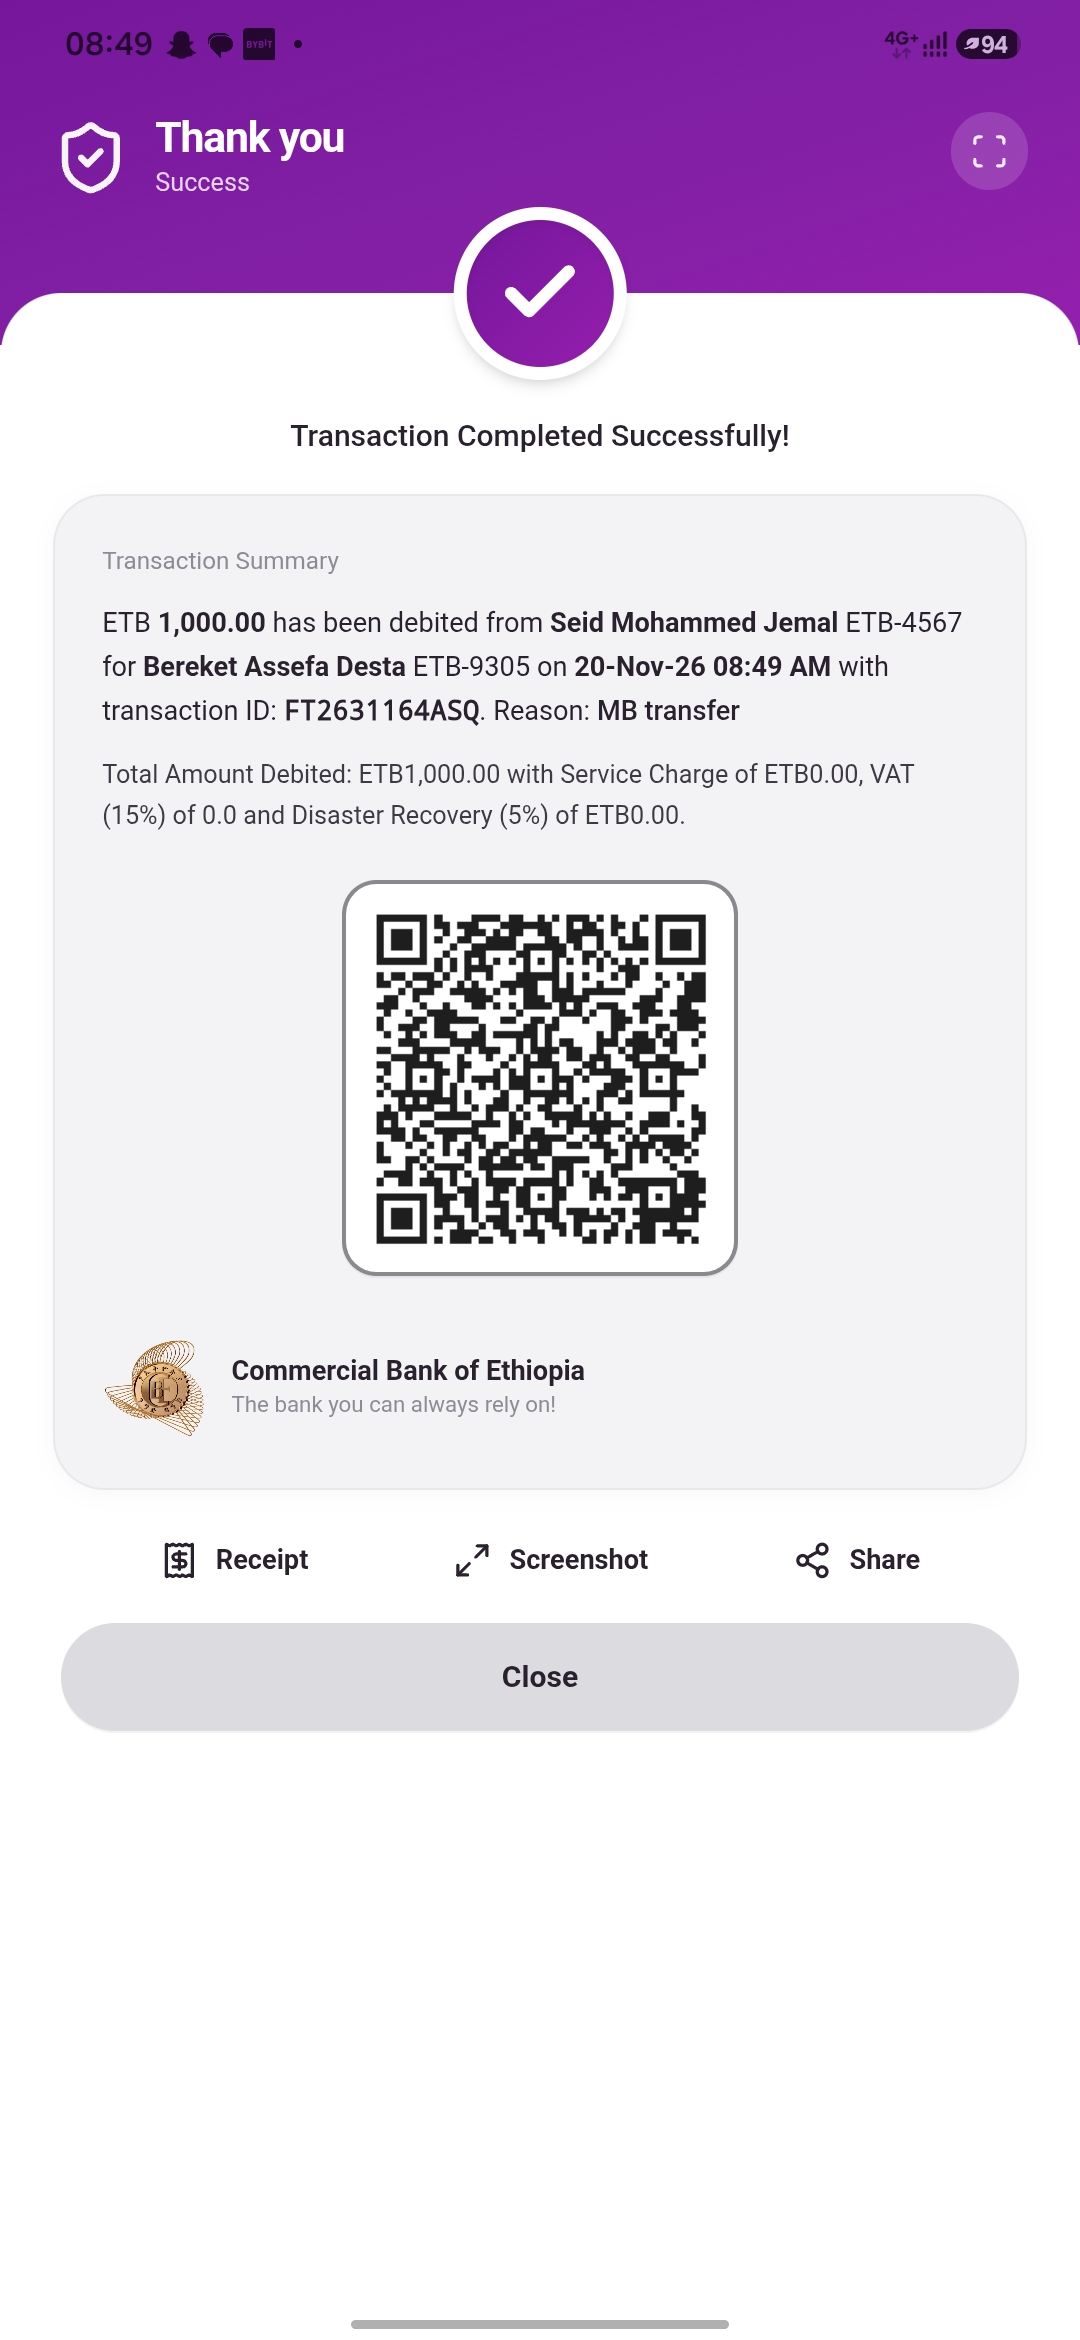 08:49
BYBIT
4G+
94
Thank you
Success
Transaction Completed Successfully!
Transaction Summary
ETB 1,000.00 has been debited from Seid Mohammed Jemal ETB-4567
for Bereket Assefa Desta ETB-9305 on 20-Nov-26 08:49 AM with
transaction ID: FT2631164ASQ. Reason: MB transfer
Total Amount Debited: ETB1,000.00 with Service Charge of ETB0.00, VAT
(15%) of 0.0 and Disaster Recovery (5%) of ETB0.00.
Commercial Bank of Ethiopia
The bank you can always rely on!
Receipt
Screenshot
Share
Close